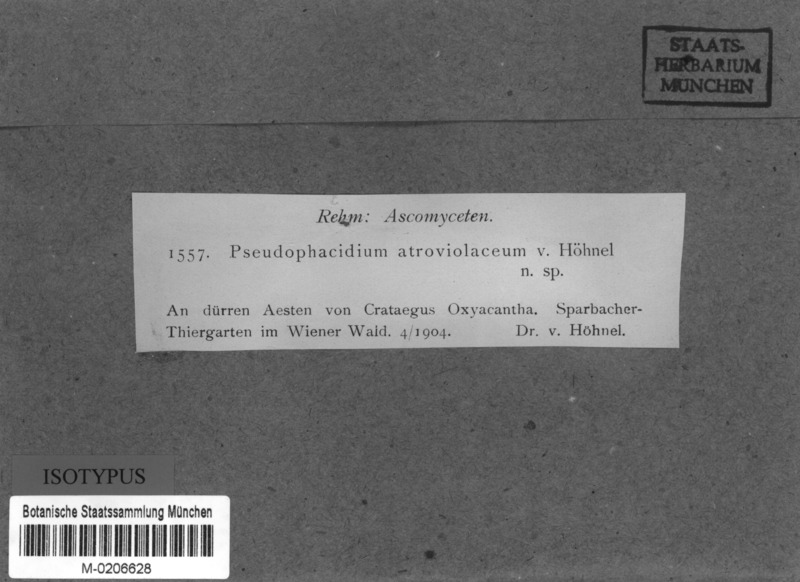 STAATS-
HERBARIUM
MÜNCHEN
Rehm: Ascomyceten.
1557. Pseudophacidium atroviolaceum v. Höhnel
n. sp.
An dürren Aesten von Crataegus Oxyacantha. Sparbacher-
Thiergarten im Wiener Wald. 4/1904. Dr. v. Höhnel.
ISOTYPUS
Botanische Staatssammlung München
M-0206628